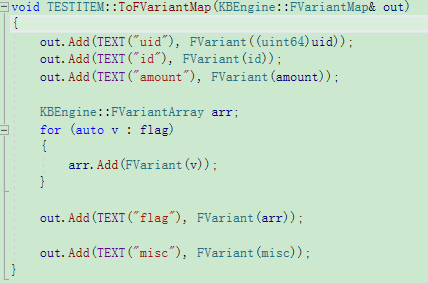 void TESTITEM::ToFVariantMap(KBEngine::FVariantMap& out)
{
    out.Add(TEXT("uid"), FVariant((uint64)uid));
    out.Add(TEXT("id"), FVariant(id));
    out.Add(TEXT("amount"), FVariant(amount));

    KBEngine::FVariantArray arr;
    for (auto v : flag)
    {
        arr.Add(FVariant(v));
    }

    out.Add(TEXT("flag"), FVariant(arr));

    out.Add(TEXT("misc"), FVariant(misc));
}